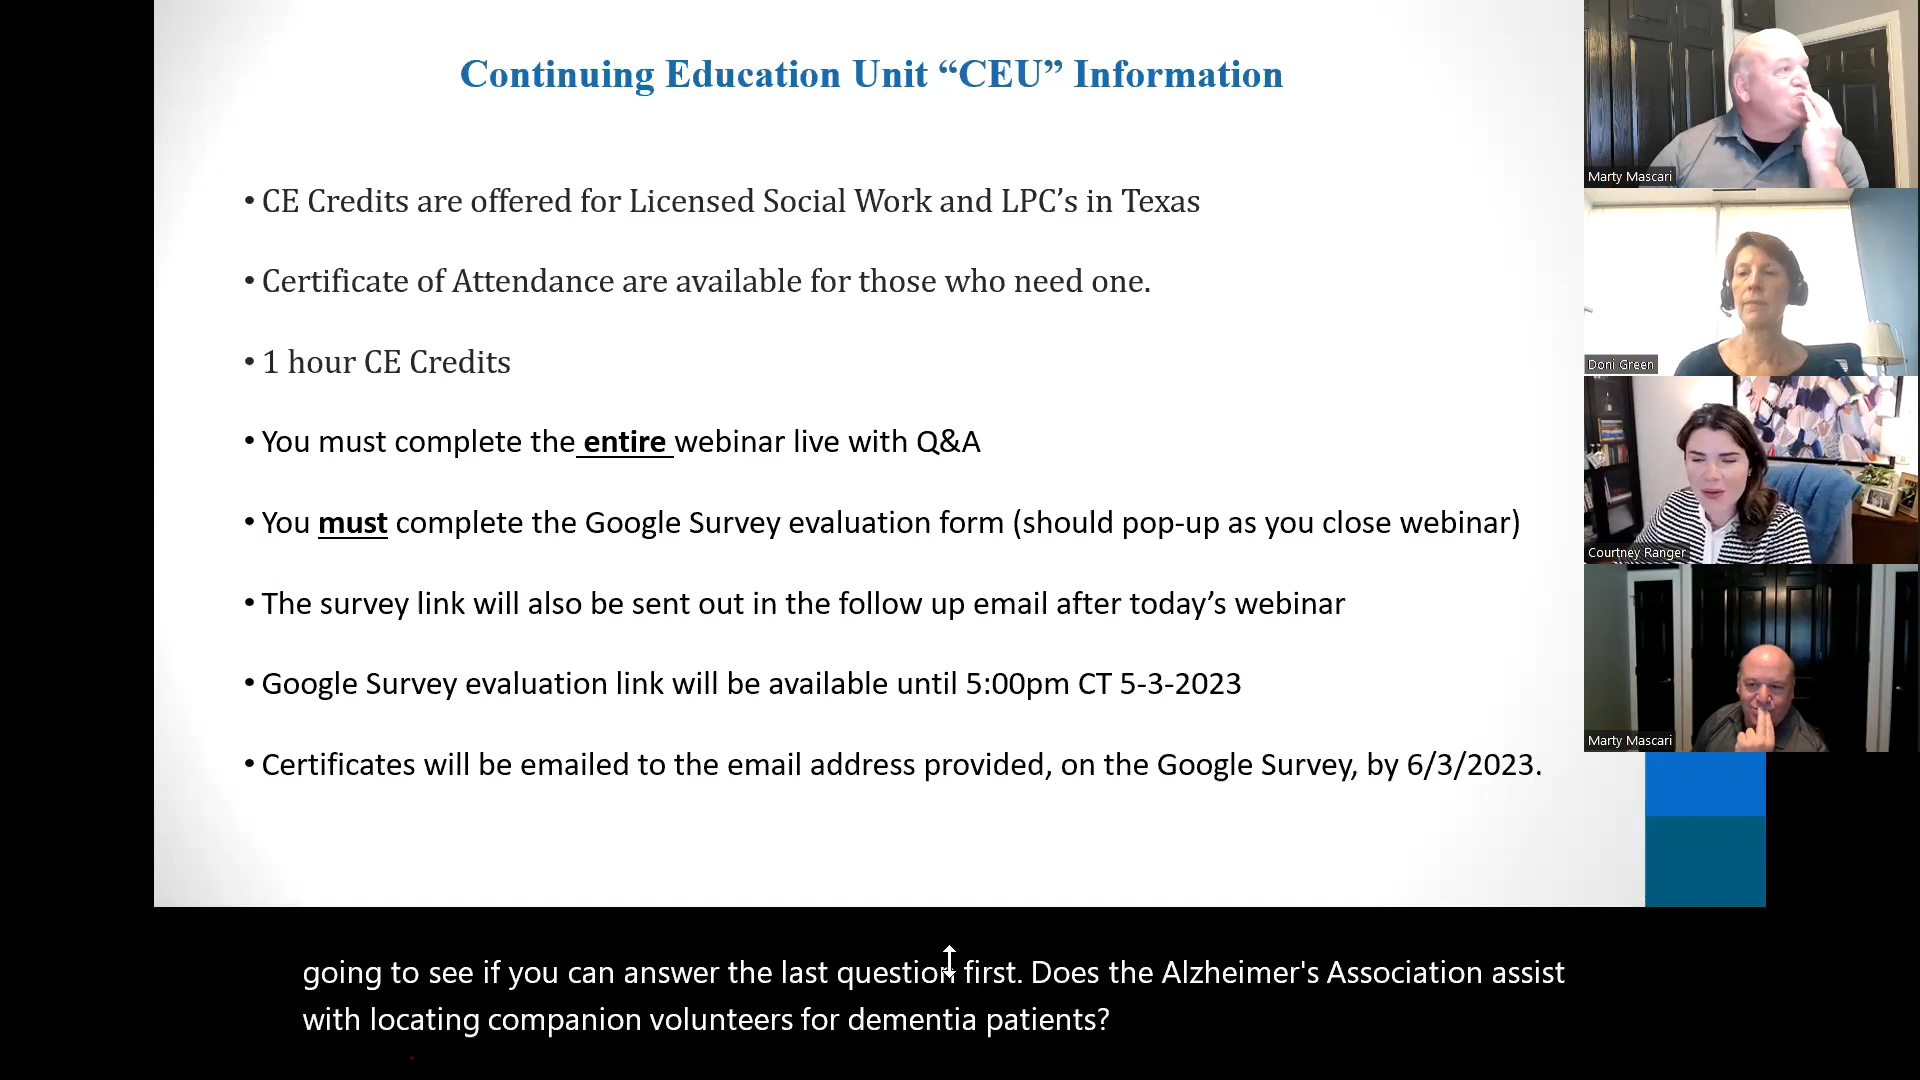 Continuing Education Unit “CEU” Information
• CE Credits are offered for Licensed Social Work and LPC’s in Texas
• Certificate of Attendance are available for those who need one.
• 1 hour CE Credits
• You must complete the entire webinar live with Q&A
• You must complete the Google Survey evaluation form (should pop-up as you close webinar)
• The survey link will also be sent out in the follow up email after today’s webinar
• Google Survey evaluation link will be available until 5:00pm CT 5-3-2023
• Certificates will be emailed to the email address provided, on the Google Survey, by 6/3/2023.
Marty Mascari
Doni Green
Courtney Ranger
Marty Mascari
going to see if you can answer the last question first. Does the Alzheimer's Association assist
with locating companion volunteers for dementia patients?